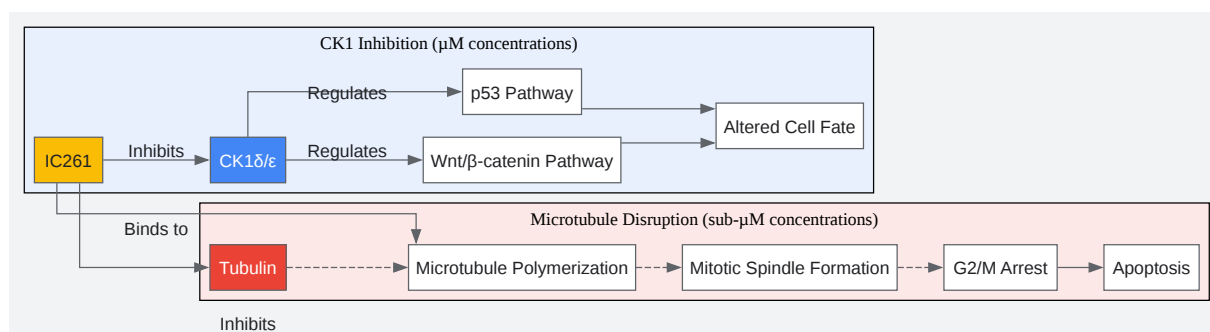 CK1 Inhibition (µM concentrations)
Regulates
p53 Pathway
Altered Cell Fate
IC261
Inhibits
CK1δ/ε
Regulates
Wnt/β-catenin Pathway
Microtubule Disruption (sub-µM concentrations)
Binds to
Tubulin
Microtubule Polymerization
Mitotic Spindle Formation
G2/M Arrest
Apoptosis
Inhibits